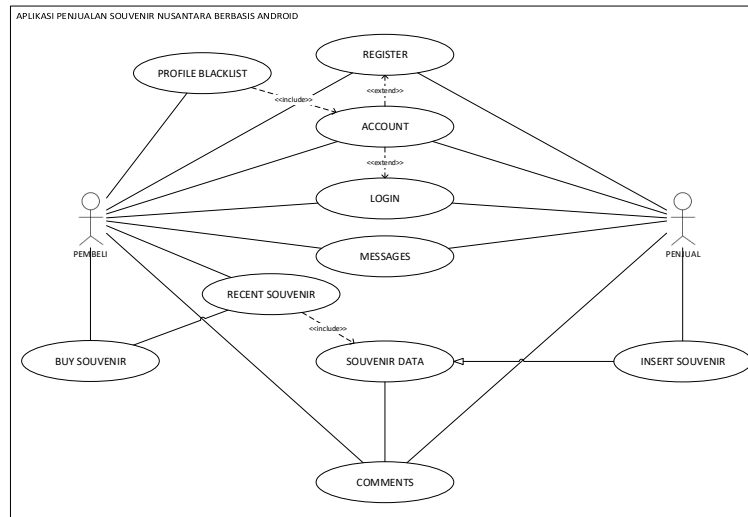 APLIKASI PENJUALAN SOUVENIR NUSANTARA BERBASIS ANDROID
REGISTER
PROFILE BLACKLIST
<<extend>>
<<include>>
ACCOUNT
<<extend>>
LOGIN
PEMBELI
PENJUAL
MESSAGES
RECENT SOUVENIR
<<include>>
BUY SOUVENIR
SOUVENIR DATA
INSERT SOUVENIR
COMMENTS